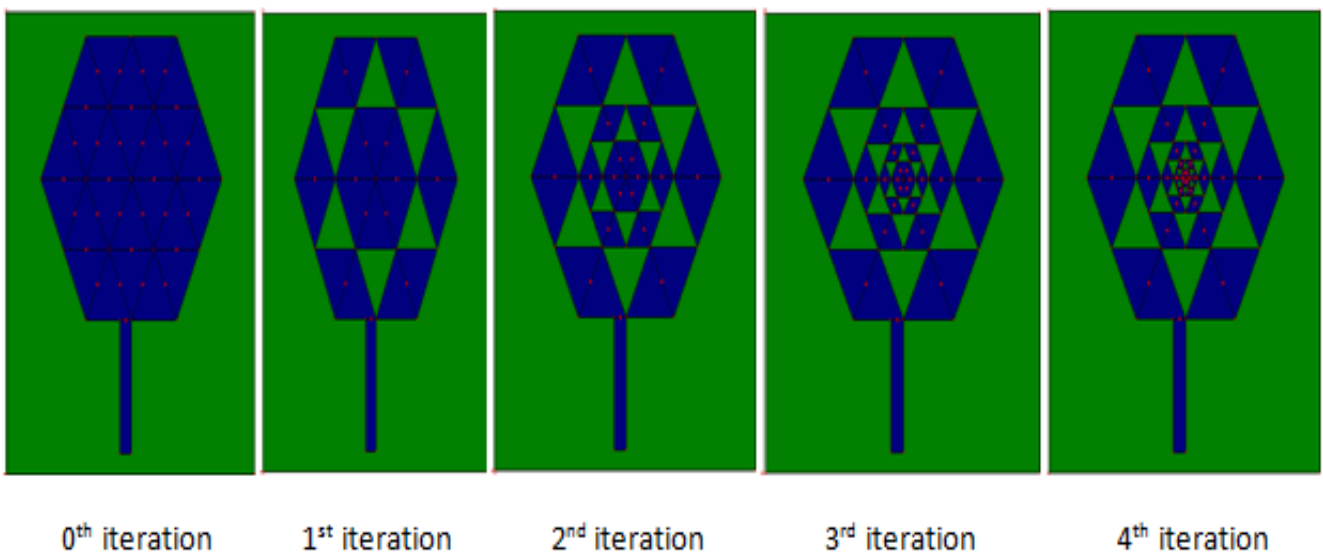 0th iteration
1st iteration
2nd iteration
3rd iteration
4th iteration